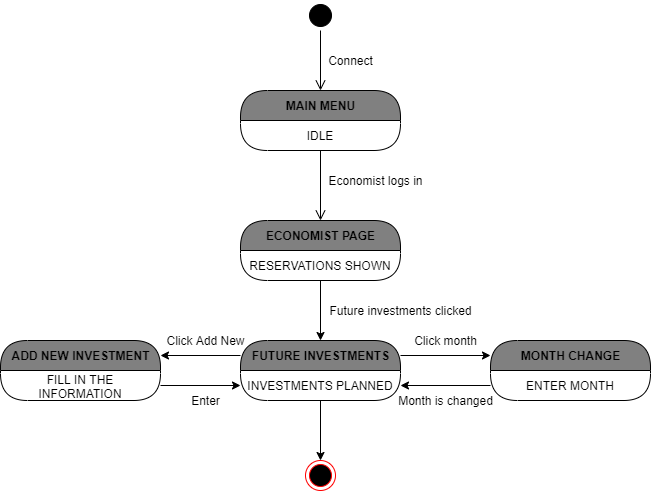 Connect
MAIN MENU
IDLE
Economist logs in
ECONOMIST PAGE
RESERVATIONS SHOWN
Future investments clicked
Click Add New
Click month
ADD NEW INVESTMENT
FUTURE INVESTMENTS
MONTH CHANGE
FILL IN THE
INFORMATION
INVESTMENTS PLANNED
ENTER MONTH
Enter
Month is changed